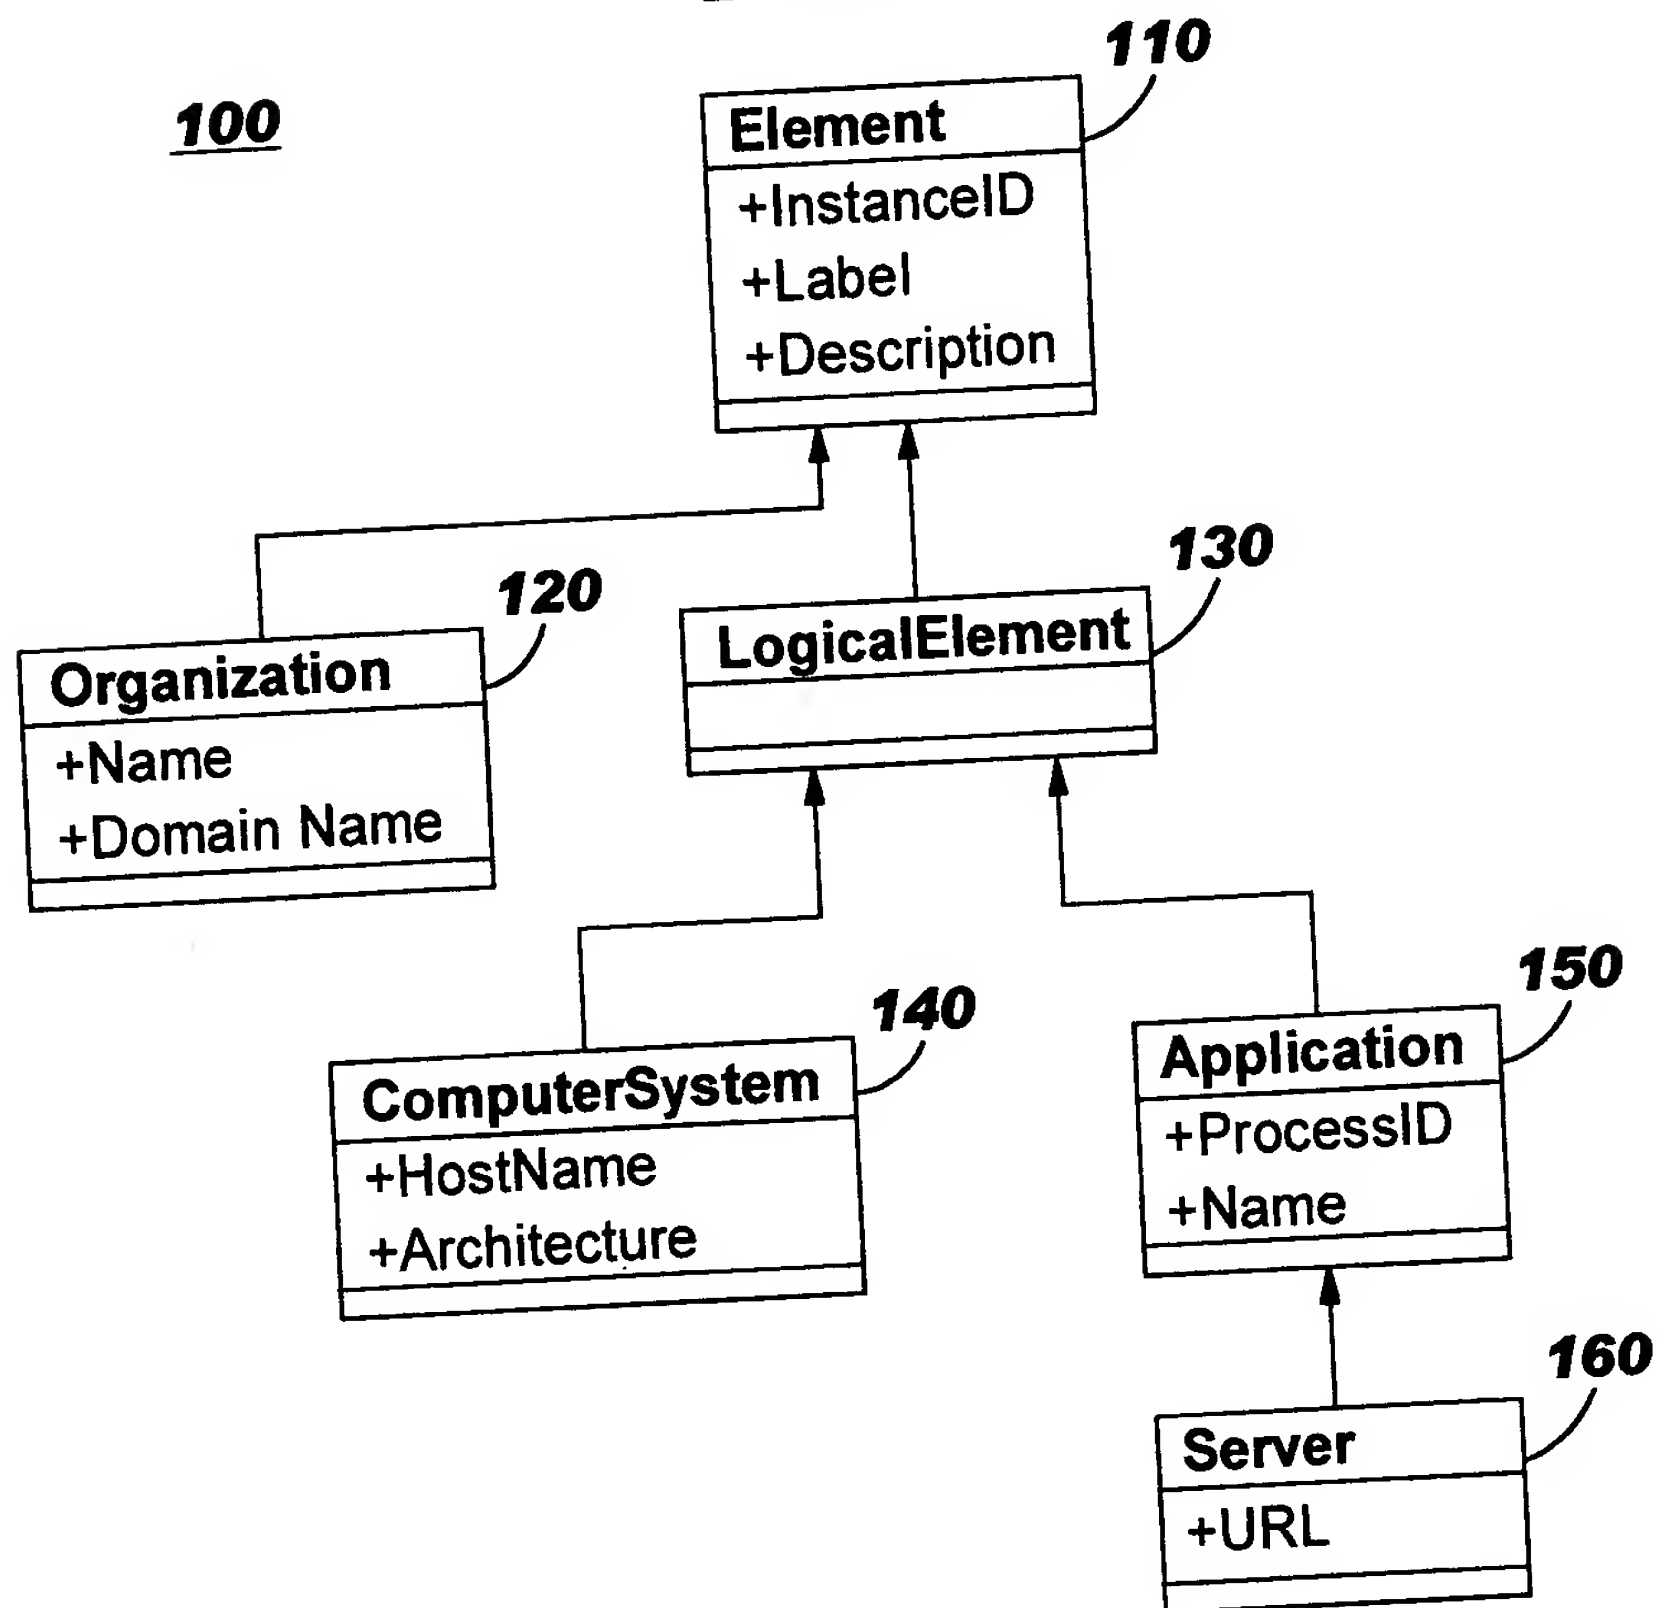 110
100
Element
+InstanceID
+Label
+Description
130
120
LogicalElement
Organization
+Name
+Domain Name
150
140
Application
ComputerSystem
+ProcessID
+HostName
+Name
+Architecture
160
Server
+URL